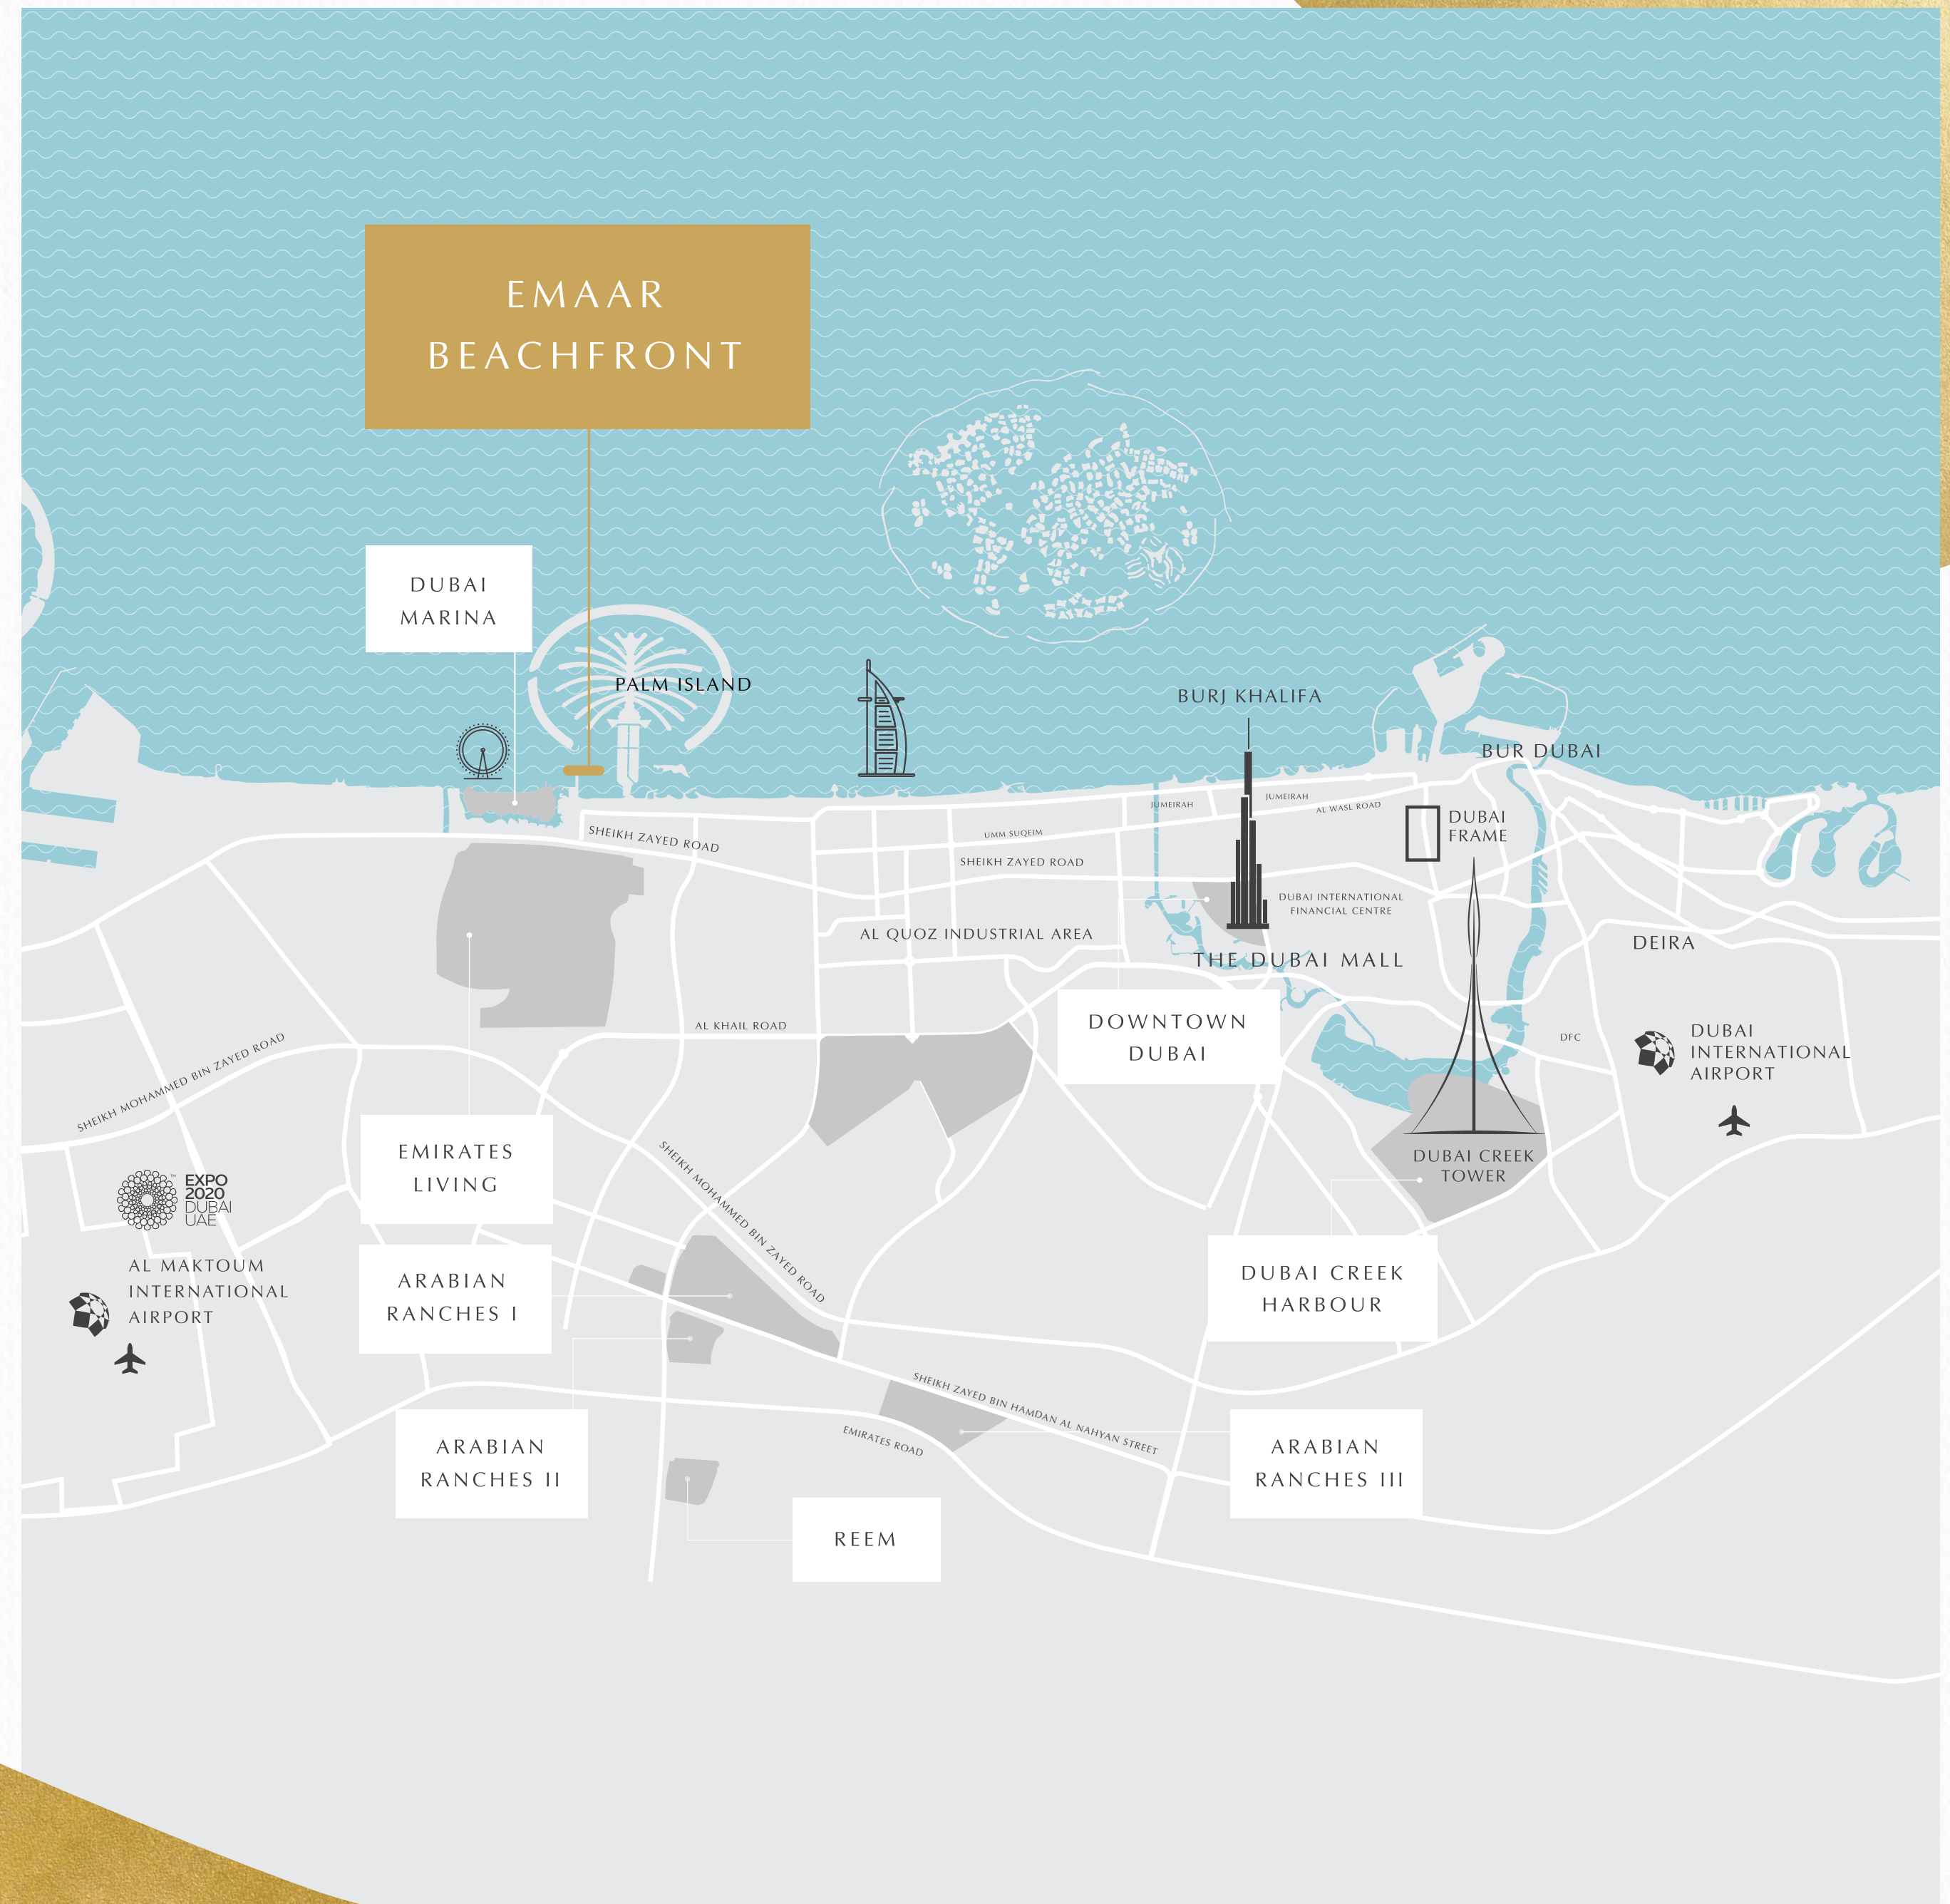 EMAAR
BEACHFRONT
DUBAI
MARINA
PALM ISLAND
BURJ KHALIFA
BUR DUBAI
JUMEIRAH
JUMEIRAH
AL WASL ROAD
DUBAI
FRAME
SHEIKH ZAYED ROAD
UMM SUQEIM
SHEIKH ZAYED ROAD
DUBAI INTERNATIONAL
FINANCIAL CENTRE
AL QUOZ INDUSTRIAL AREA
DEIRA
THE DUBAI MALL
DOWNTOWN
DUBAI
AL KHAIL ROAD
DFC
DUBAI
INTERNATIONAL
AIRPORT
SHEIKH MOHAMMED BIN ZAYED ROAD
EMIRATES
LIVING
SHEIKH MOHAMMED BIN ZAYED ROAD
DUBAI CREEK
TOWER
EXPO
2020
DUBAI
UAE
TM
AL MAKTOUM
INTERNATIONAL
AIRPORT
ARABIAN
RANCHES I
DUBAI CREEK
HARBOUR
SHEIKH ZAYED BIN HAMDAN AL NAHYAN STREET
EMIRATES ROAD
ARABIAN
RANCHES II
ARABIAN
RANCHES III
REEM